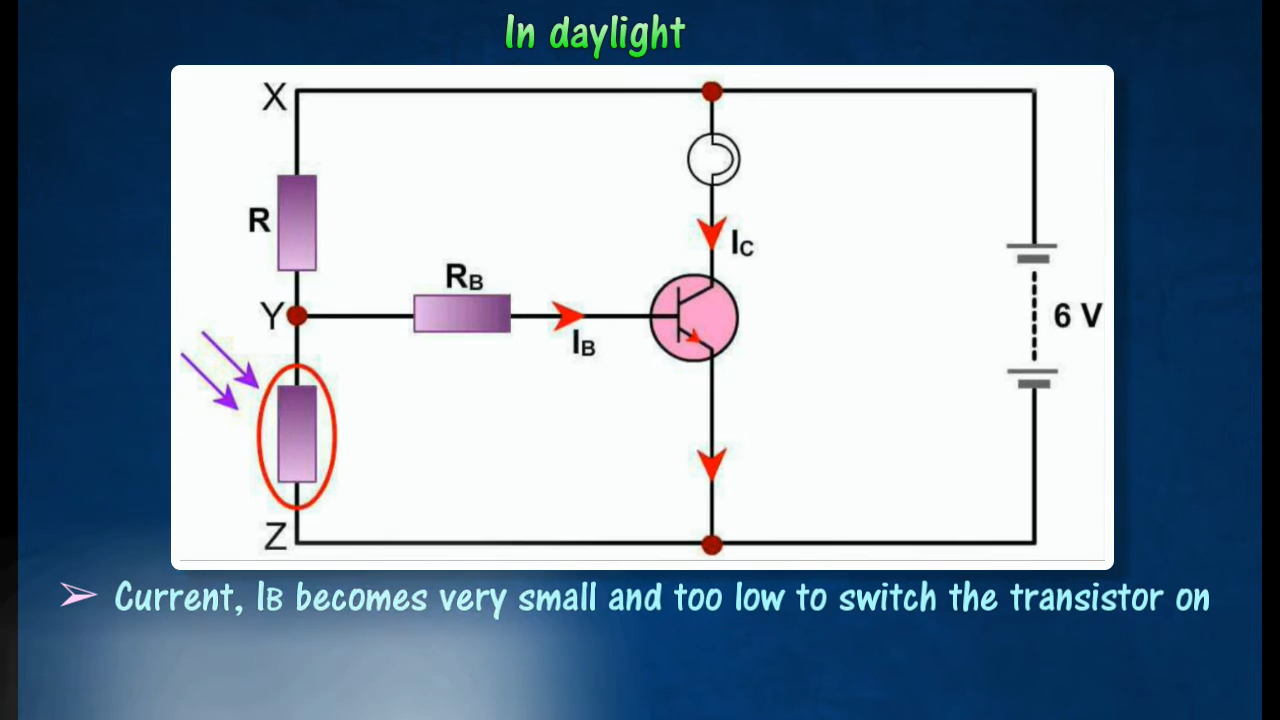 In daylight
X
R
Y
Z
RB
IB
IC
6 V
➢ Current, IB becomes very small and too low to switch the transistor on